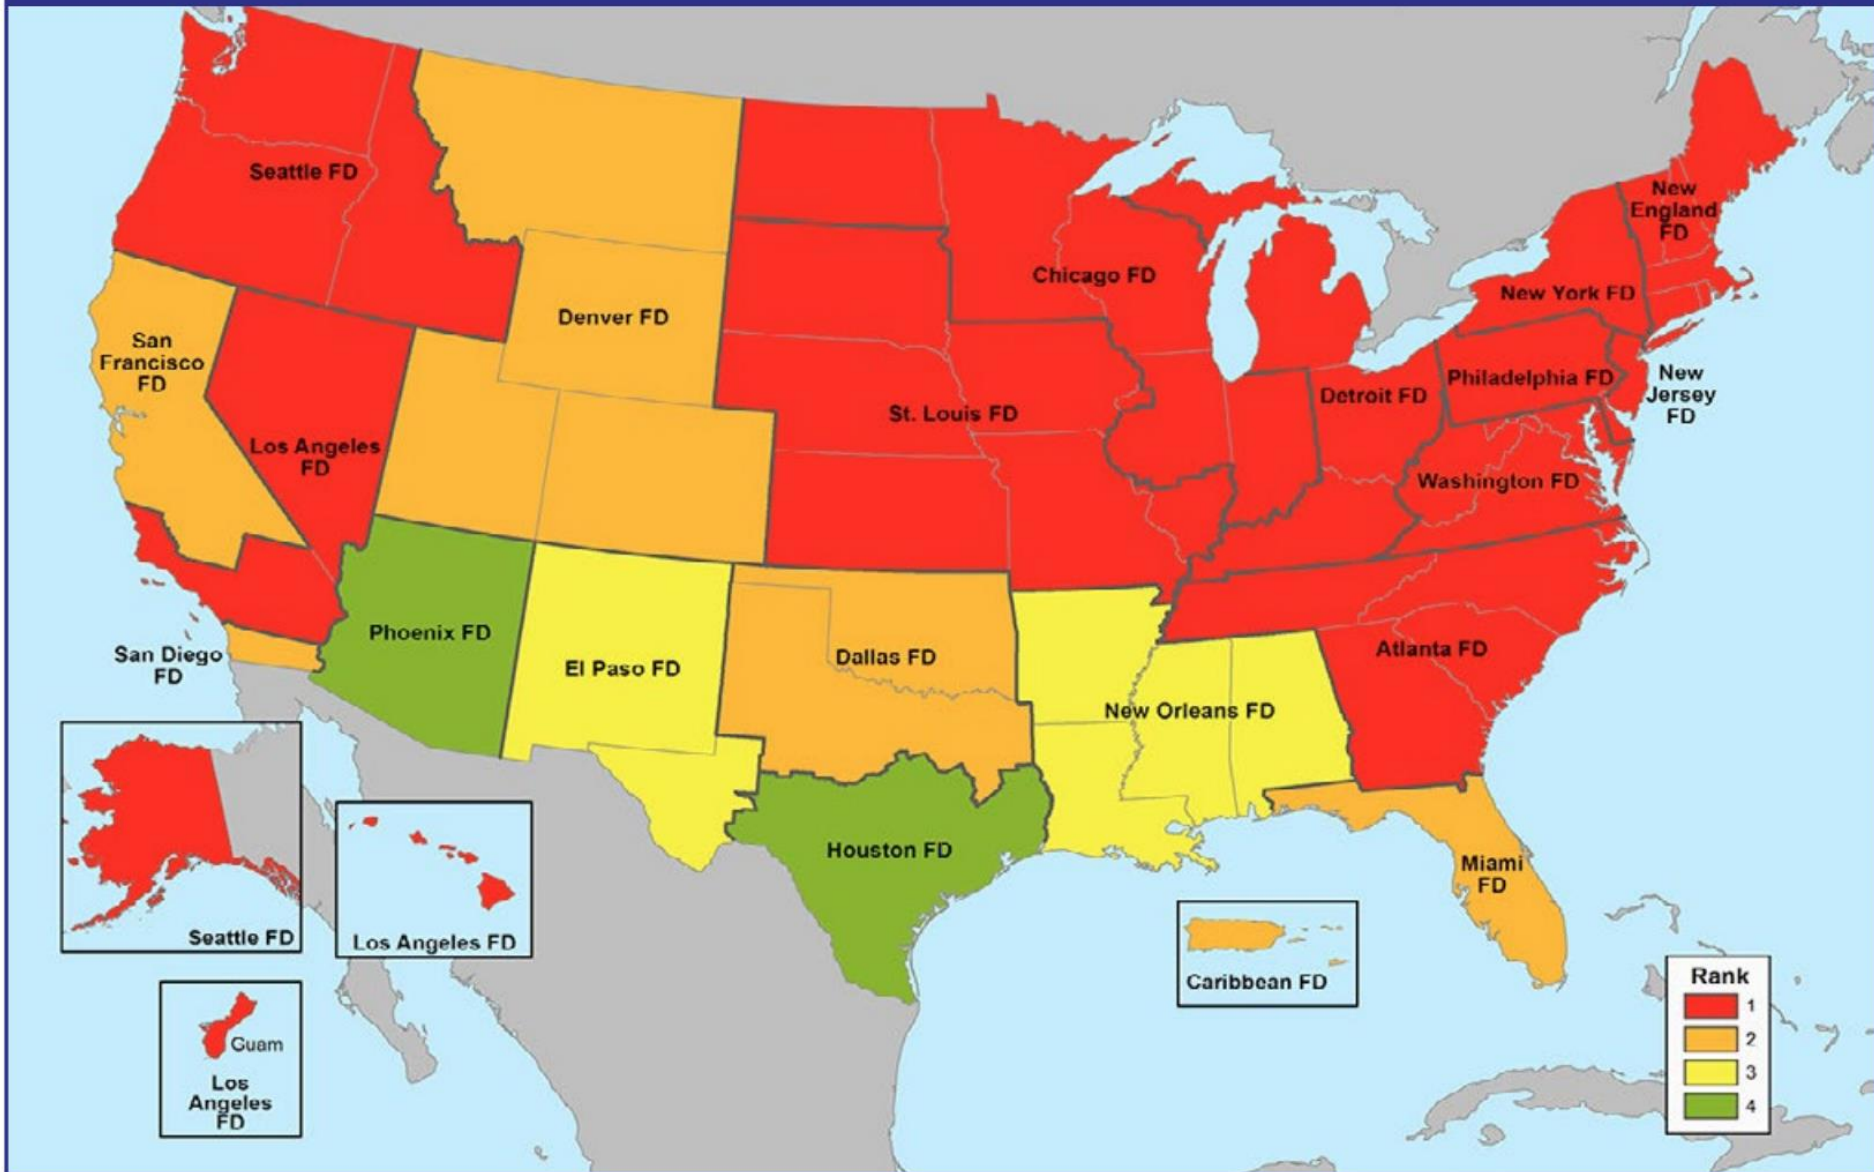 Seattle FD
New
England
FD
Chicago FD
New York FD
Denver FD
San
Francisco
FD
New
Jersey
FD
Philadelphia FD
Detroit FD
St. Louis FD
Los Angeles
FD
Washington FD
Phoenix FD
Atlanta FD
San Diego
FD
El Paso FD
Dallas FD
New Orleans FD
Houston FD
Miami
FD
Seattle FD
Los Angeles FD
Caribbean FD
Guam
Los
Angeles
FD
Rank
1
2
3
4